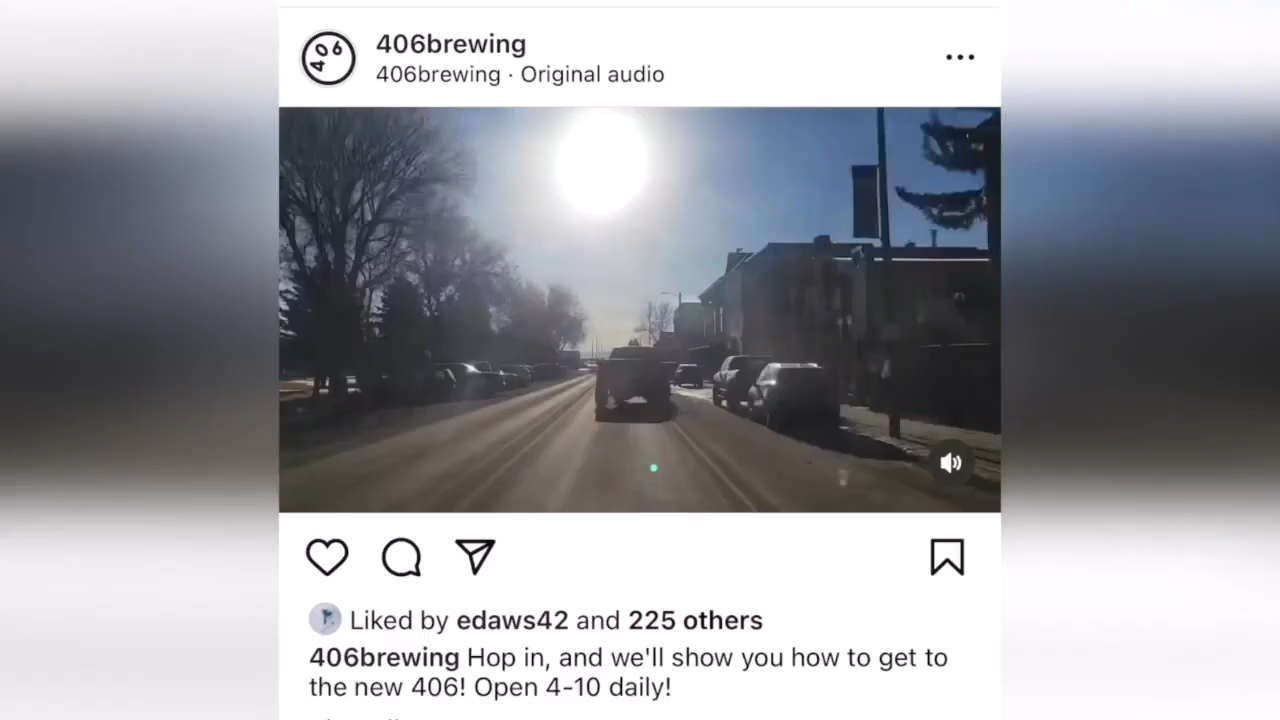 406
406brewing
406brewing · Original audio
Liked by edaws42 and 225 others
406brewing Hop in, and we'll show you how to get to
the new 406! Open 4-10 daily!